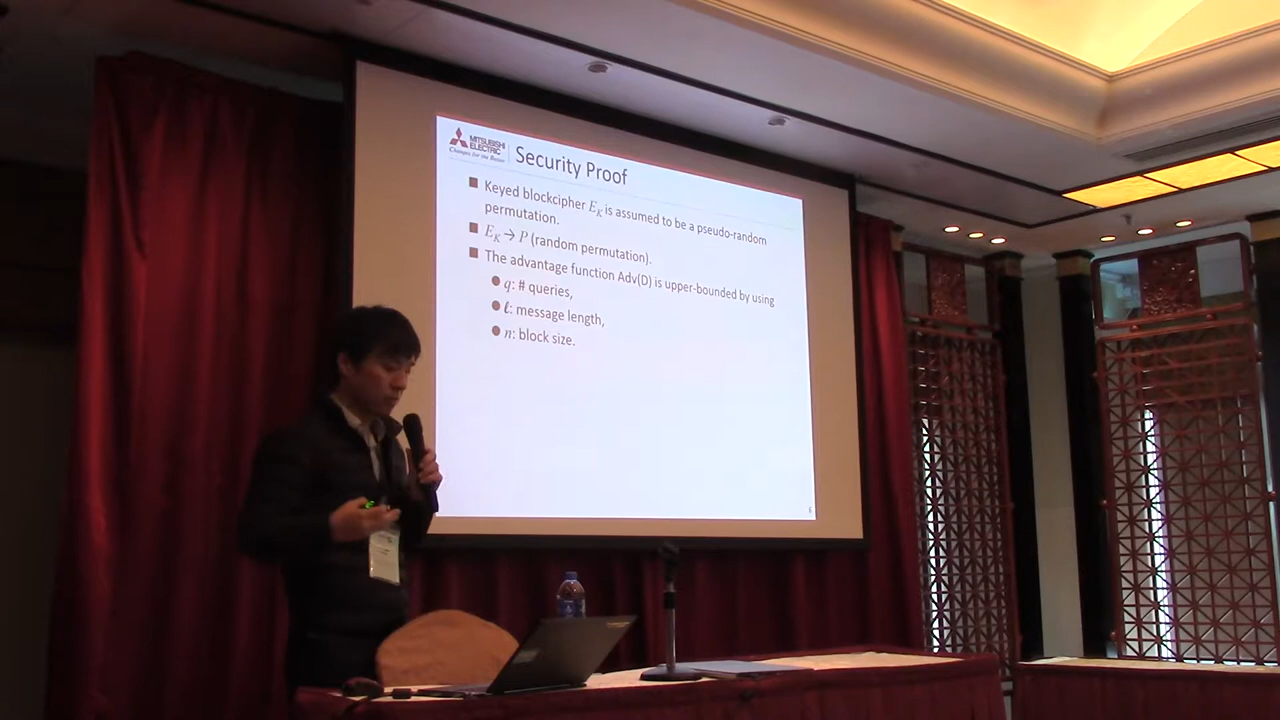 MITSUBISHI
ELECTRIC
Changes for the Better
Security Proof
Keyed blockcipher E_K is assumed to be a pseudo-random
permutation.
E_K → P (random permutation).
The advantage function Adv(D) is upper-bounded by using
q: # queries,
ℓ: message length,
n: block size.